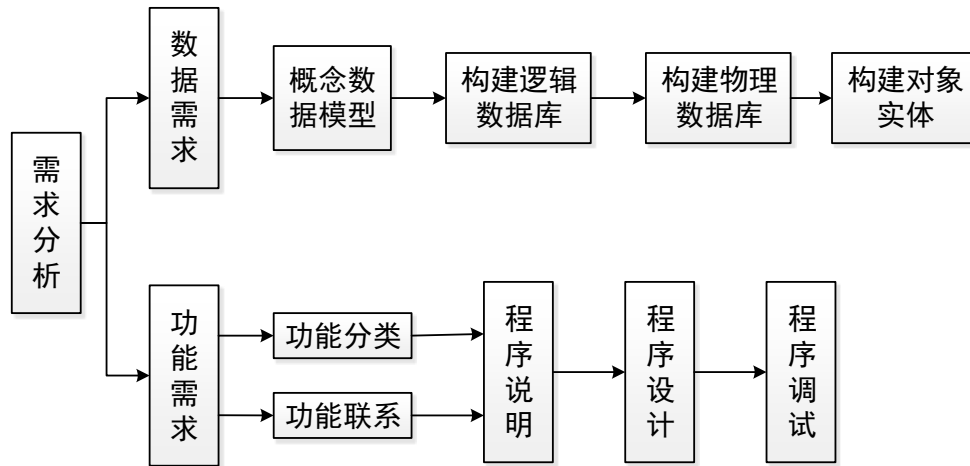 需求分析
数据需求
概念数
据模型
构建逻辑
数据库
构建物理
数据库
构建对象
实体
功能需求
功能分类
功能联系
程序说明
程序设计
程序调试